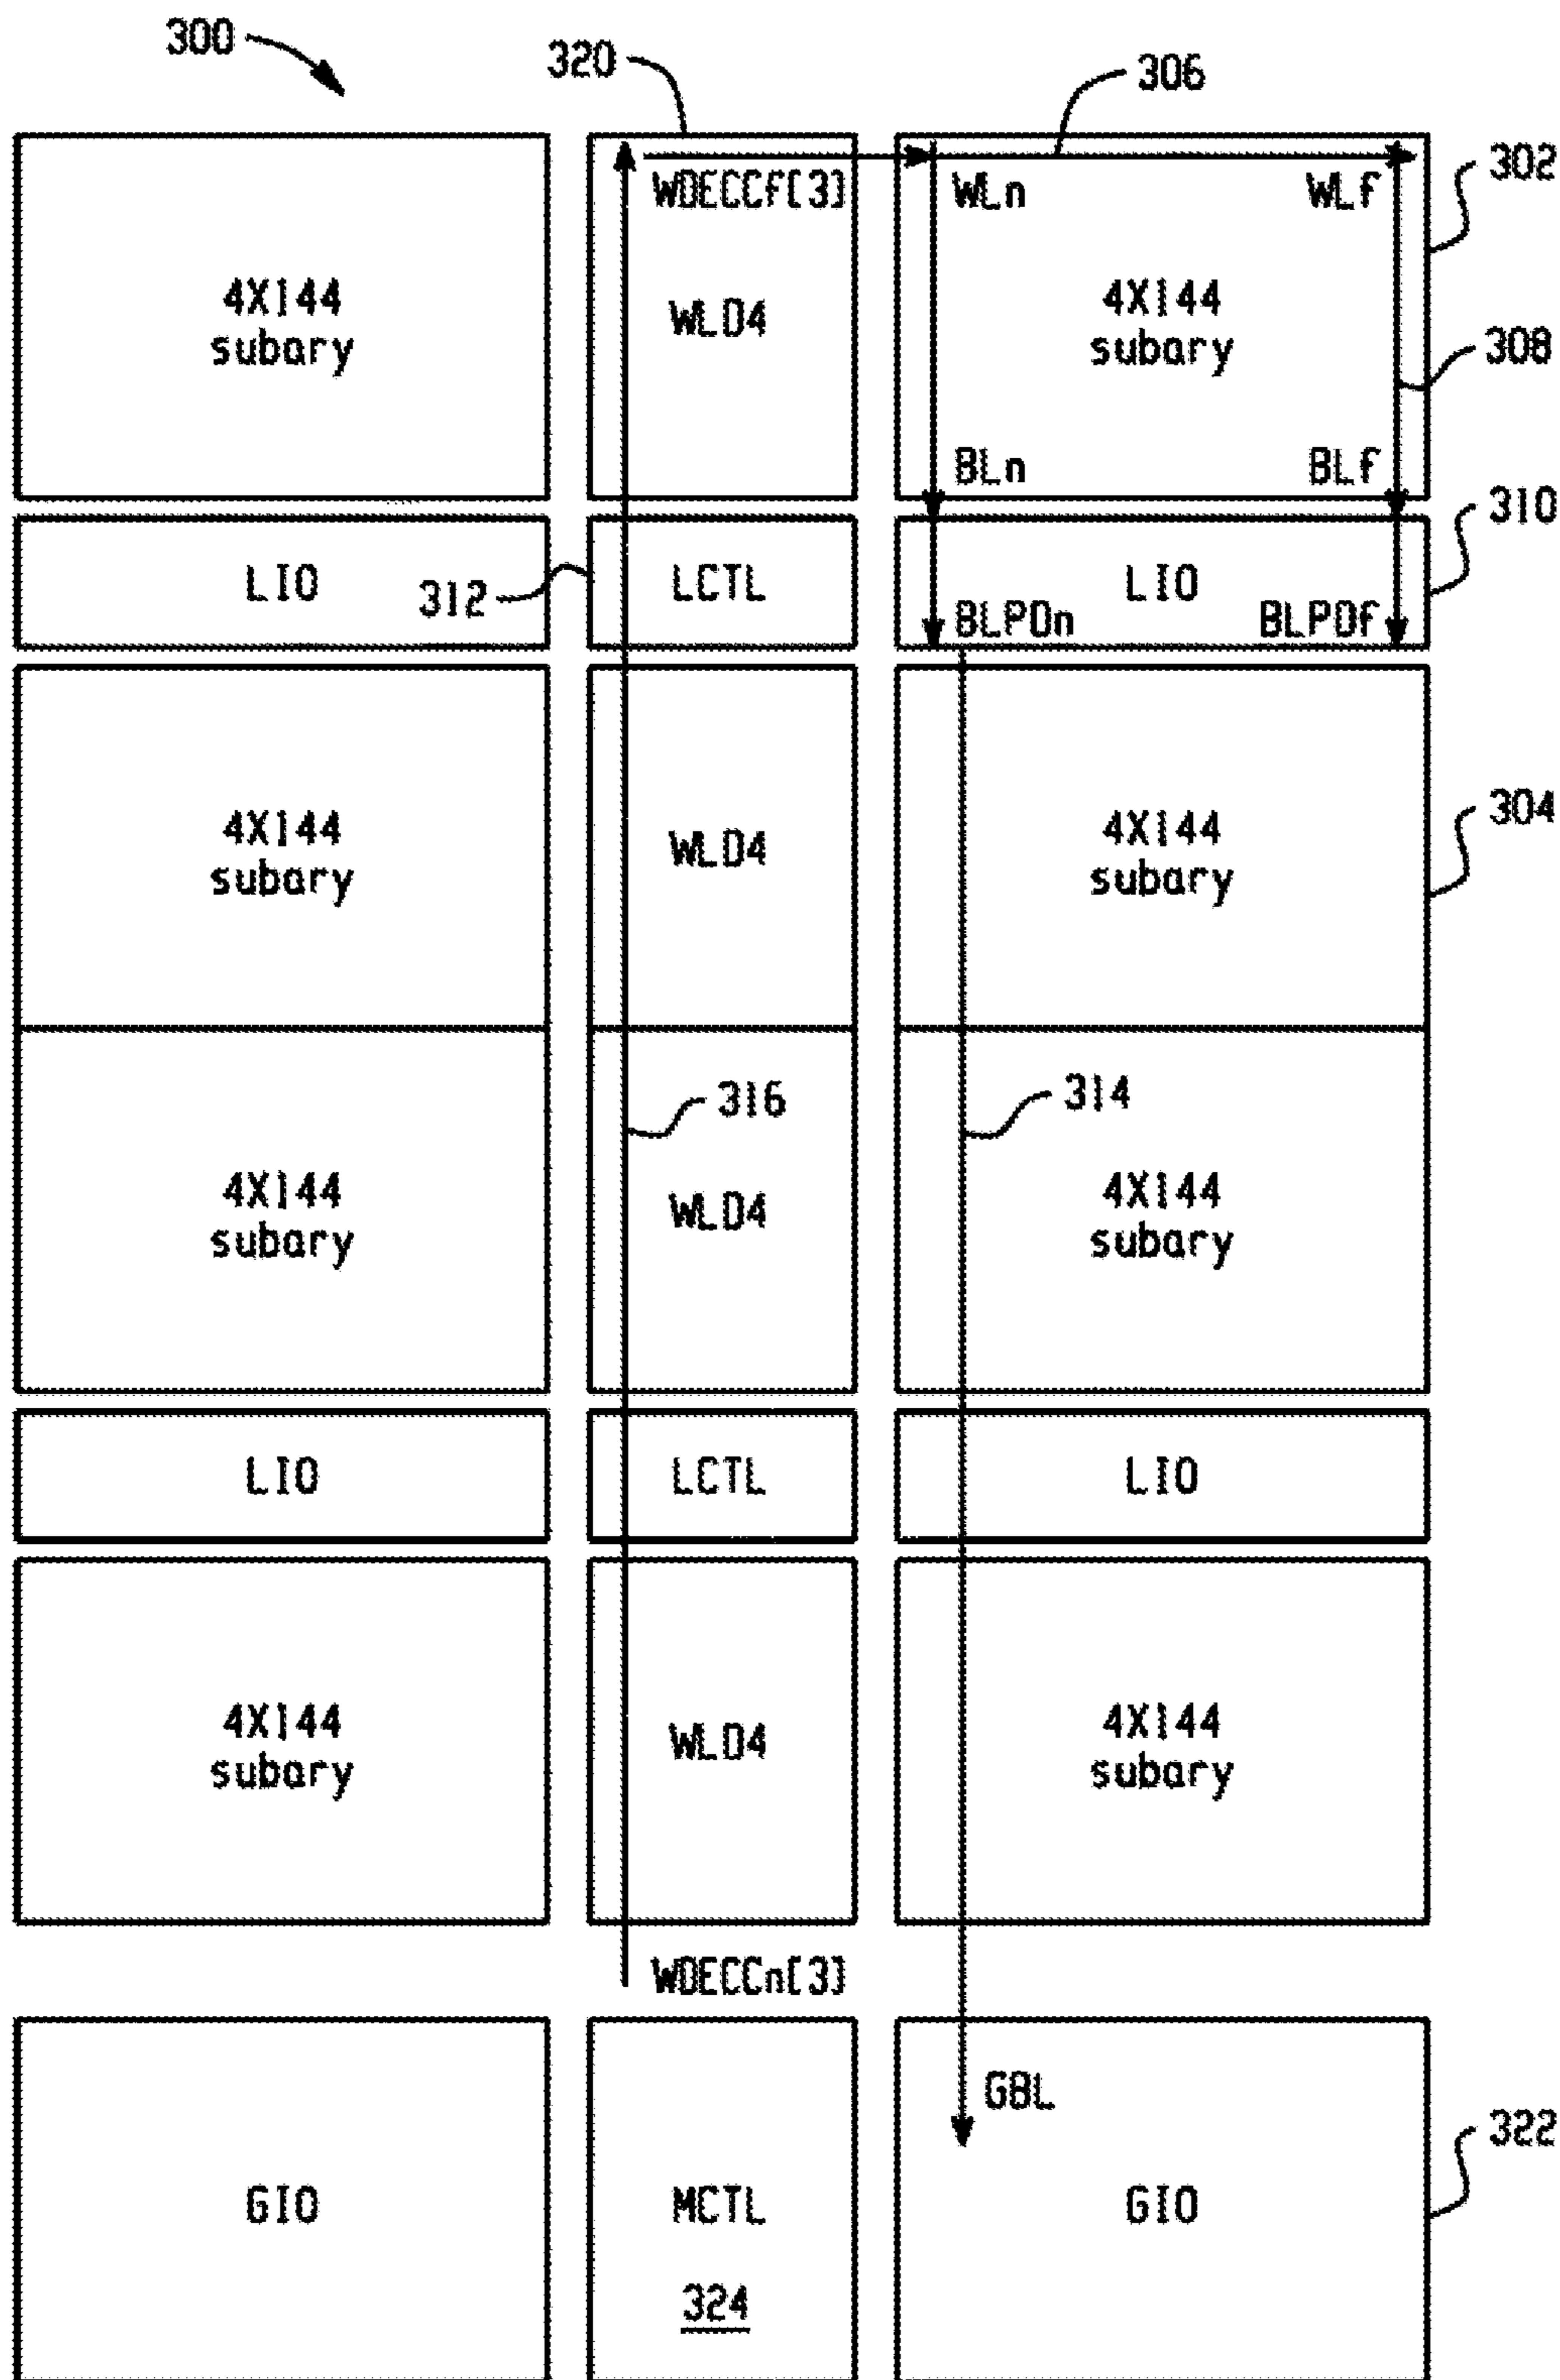 300
320
306
302
WDECCf[3]
WLn
WLf
4X144
subary
WLD4
4X144
subary
308
BLn
BLf
310
LIO
312
LCTL
LIO
BLPDn
BLPDf
4X144
subary
WLD4
4X144
subary
304
316
314
4X144
subary
WLD4
4X144
subary
LIO
LCTL
LIO
4X144
subary
WLD4
4X144
subary
WDECCn[3]
GBL
322
GIO
MCTL
GIO
324